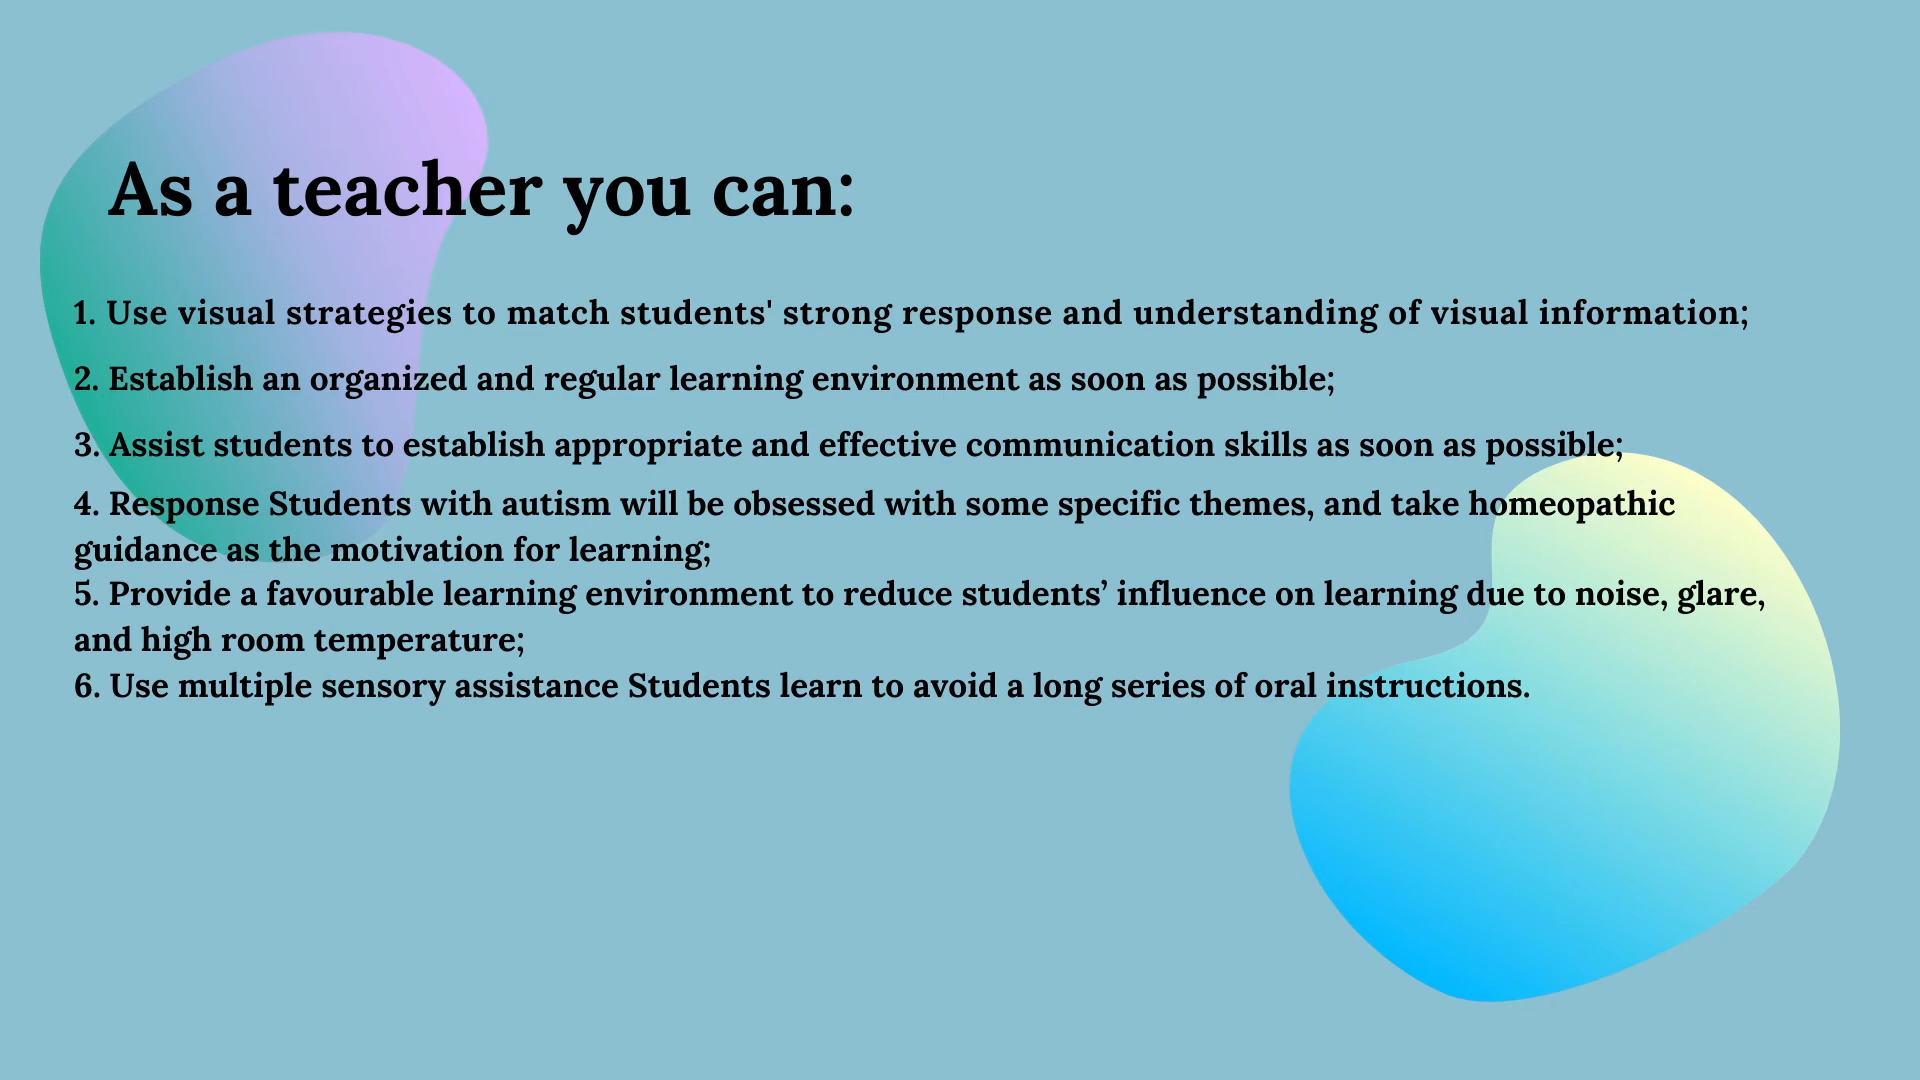 As a teacher you can:
1. Use visual strategies to match students' strong response and understanding of visual information;
2. Establish an organized and regular learning environment as soon as possible;
3. Assist students to establish appropriate and effective communication skills as soon as possible;
4. Response Students with autism will be obsessed with some specific themes, and take homeopathic
guidance as the motivation for learning;
5. Provide a favourable learning environment to reduce students’ influence on learning due to noise, glare,
and high room temperature;
6. Use multiple sensory assistance Students learn to avoid a long series of oral instructions.